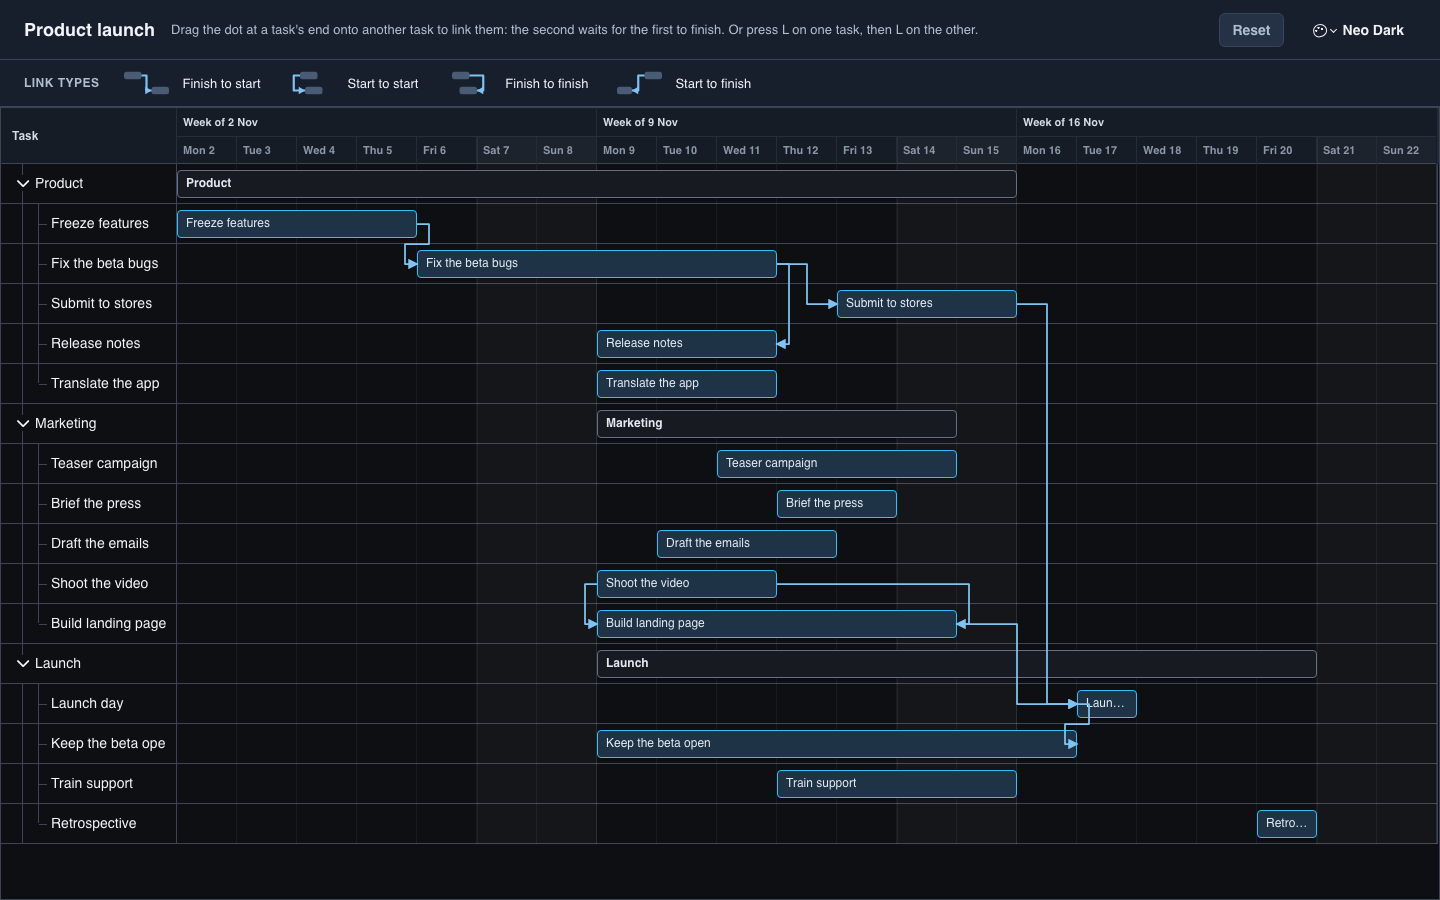 Product launch
Drag the dot at a task's end onto another task to link them: the second waits for the first to finish. Or press L on one task, then L on the other.
Reset
Neo Dark
LINK TYPES
Finish to start
Start to start
Finish to finish
Start to finish
Task
Week of 2 Nov
Week of 9 Nov
Week of 16 Nov
Mon 2
Tue 3
Wed 4
Thu 5
Fri 6
Sat 7
Sun 8
Mon 9
Tue 10
Wed 11
Thu 12
Fri 13
Sat 14
Sun 15
Mon 16
Tue 17
Wed 18
Thu 19
Fri 20
Sat 21
Sun 22
Product
Product
Freeze features
Freeze features
Fix the beta bugs
Fix the beta bugs
Submit to stores
Submit to stores
Release notes
Release notes
Translate the app
Translate the app
Marketing
Marketing
Teaser campaign
Teaser campaign
Brief the press
Brief the press
Draft the emails
Draft the emails
Shoot the video
Shoot the video
Build landing page
Build landing page
Launch
Launch
Launch day
Laun…
Keep the beta ope
Keep the beta open
Train support
Train support
Retrospective
Retro…